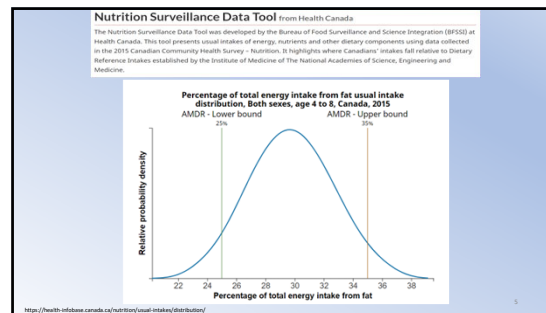 Nutrition Surveillance Data Tool from Health Canada
The Nutrition Surveillance Data Tool was developed by the Bureau of Food Surveillance and Science Integration (BFSSI) at
Health Canada. This tool presents usual intakes of energy, nutrients and other dietary components using data collected
in the 2015 Canadian Community Health Survey – Nutrition. It highlights where Canadians' intakes fall relative to Dietary
Reference Intakes established by the Institute of Medicine of The National Academies of Science, Engineering and
Medicine.
Percentage of total energy intake from fat usual intake
distribution, Both sexes, age 4 to 8, Canada, 2015
AMDR - Lower bound AMDR - Upper bound
25% 35%
Relative probability density
22 24 26 28 30 32 34 36 38
Percentage of total energy intake from fat
5
https://health-infobase.canada.ca/nutrition/usual-intakes/distribution/